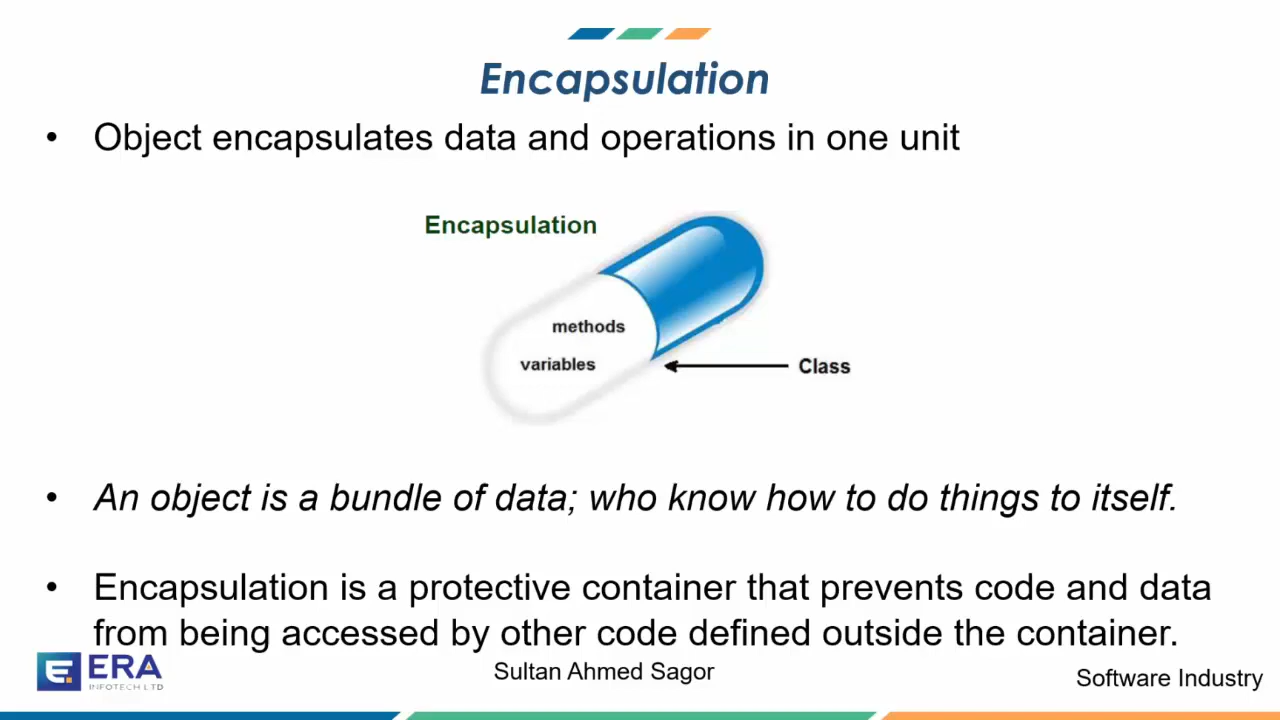 Encapsulation
• Object encapsulates data and operations in one unit
Encapsulation
methods
variables
Class
• An object is a bundle of data; who know how to do things to itself.
• Encapsulation is a protective container that prevents code and data
from being accessed by other code defined outside the container.
E.
ERA
INFOTECH LTD
Sultan Ahmed Sagor
Software Industry